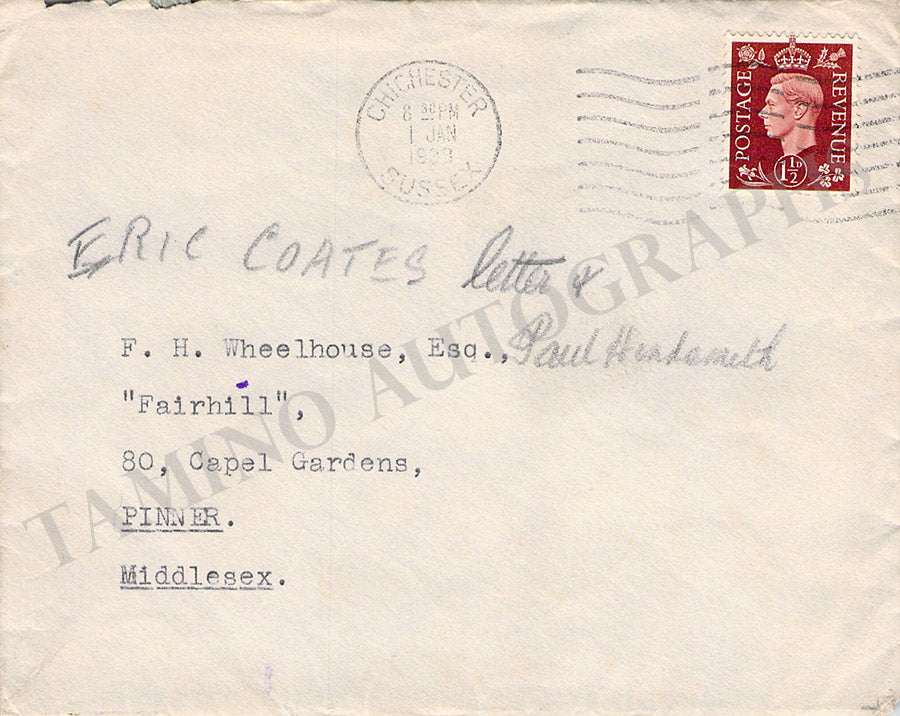 CHICHESTER
8 30 PM
1 JAN
SUSSEX
POSTAGE REVENUE
1½D
ERIC COATES letter &
F. H. Wheelhouse, Esq., Paul
"Fairhill",
80, Capel Gardens,
PINNER.
Middlesex.
TAMINO AUTOGRAPHS